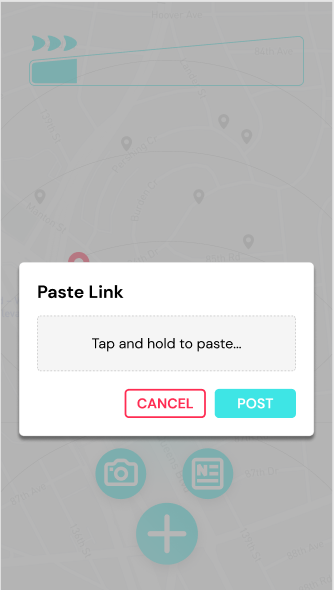 Paste Link
Tap and hold to paste...
CANCEL
POST